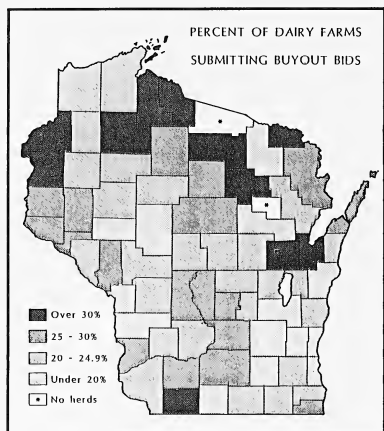 PERCENT OF DAIRY FARMS
SUBMITTING BUYOUT BIDS
Over 30%
25 - 30%
20 - 24.9%
Under 20%
No herds